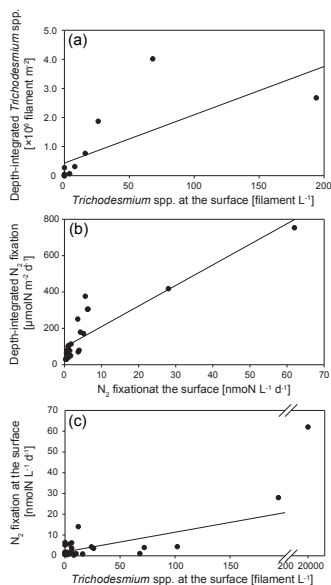 (a)
Depth-integrated Trichodesmium spp.
[×10⁶ filament m⁻²]
5.0
4.0
3.0
2.0
1.0
0.0
0 50 100 150 200
Trichodesmium spp. at the surface [filament L⁻¹]
(b)
Depth-integrated N₂ fixation
[μmolN m⁻² d⁻¹]
800
600
400
200
0
0 10 20 30 40 50 60 70
N₂ fixationat the surface [nmoN L⁻¹ d⁻¹]
(c)
N₂ fixation at the surface
[nmolN L⁻¹ d⁻¹]
70
60
50
40
30
20
10
0
0 50 100 150 200 20000
Trichodesmium spp. at the surface [filament L⁻¹]